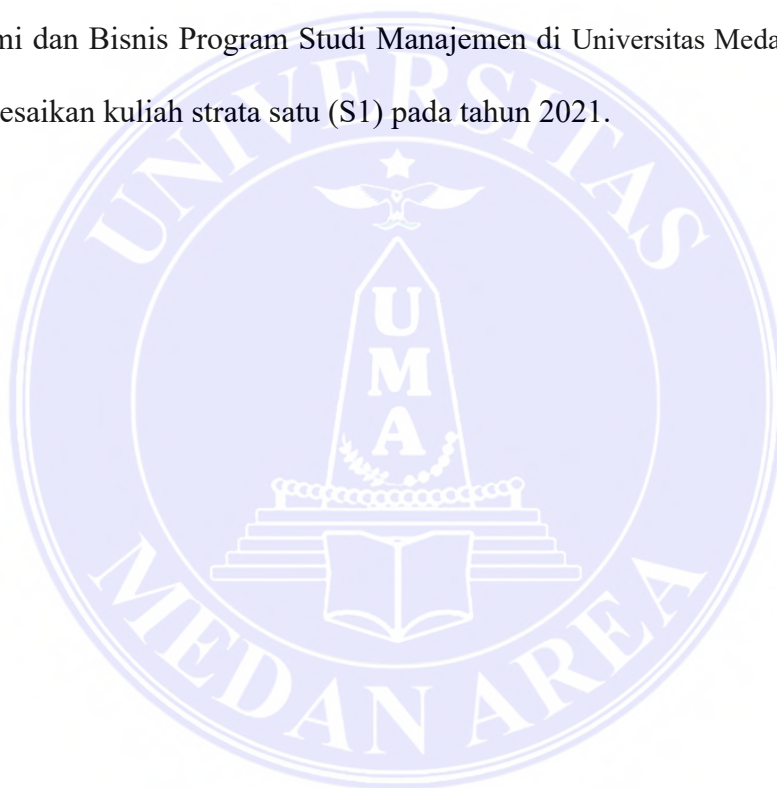 mi dan Bisnis Program Studi Manajemen di Universitas Meda
esaikan kuliah strata satu (S1) pada tahun 2021.
UNIVERSITAS
U
M
A
MEDAN AREA